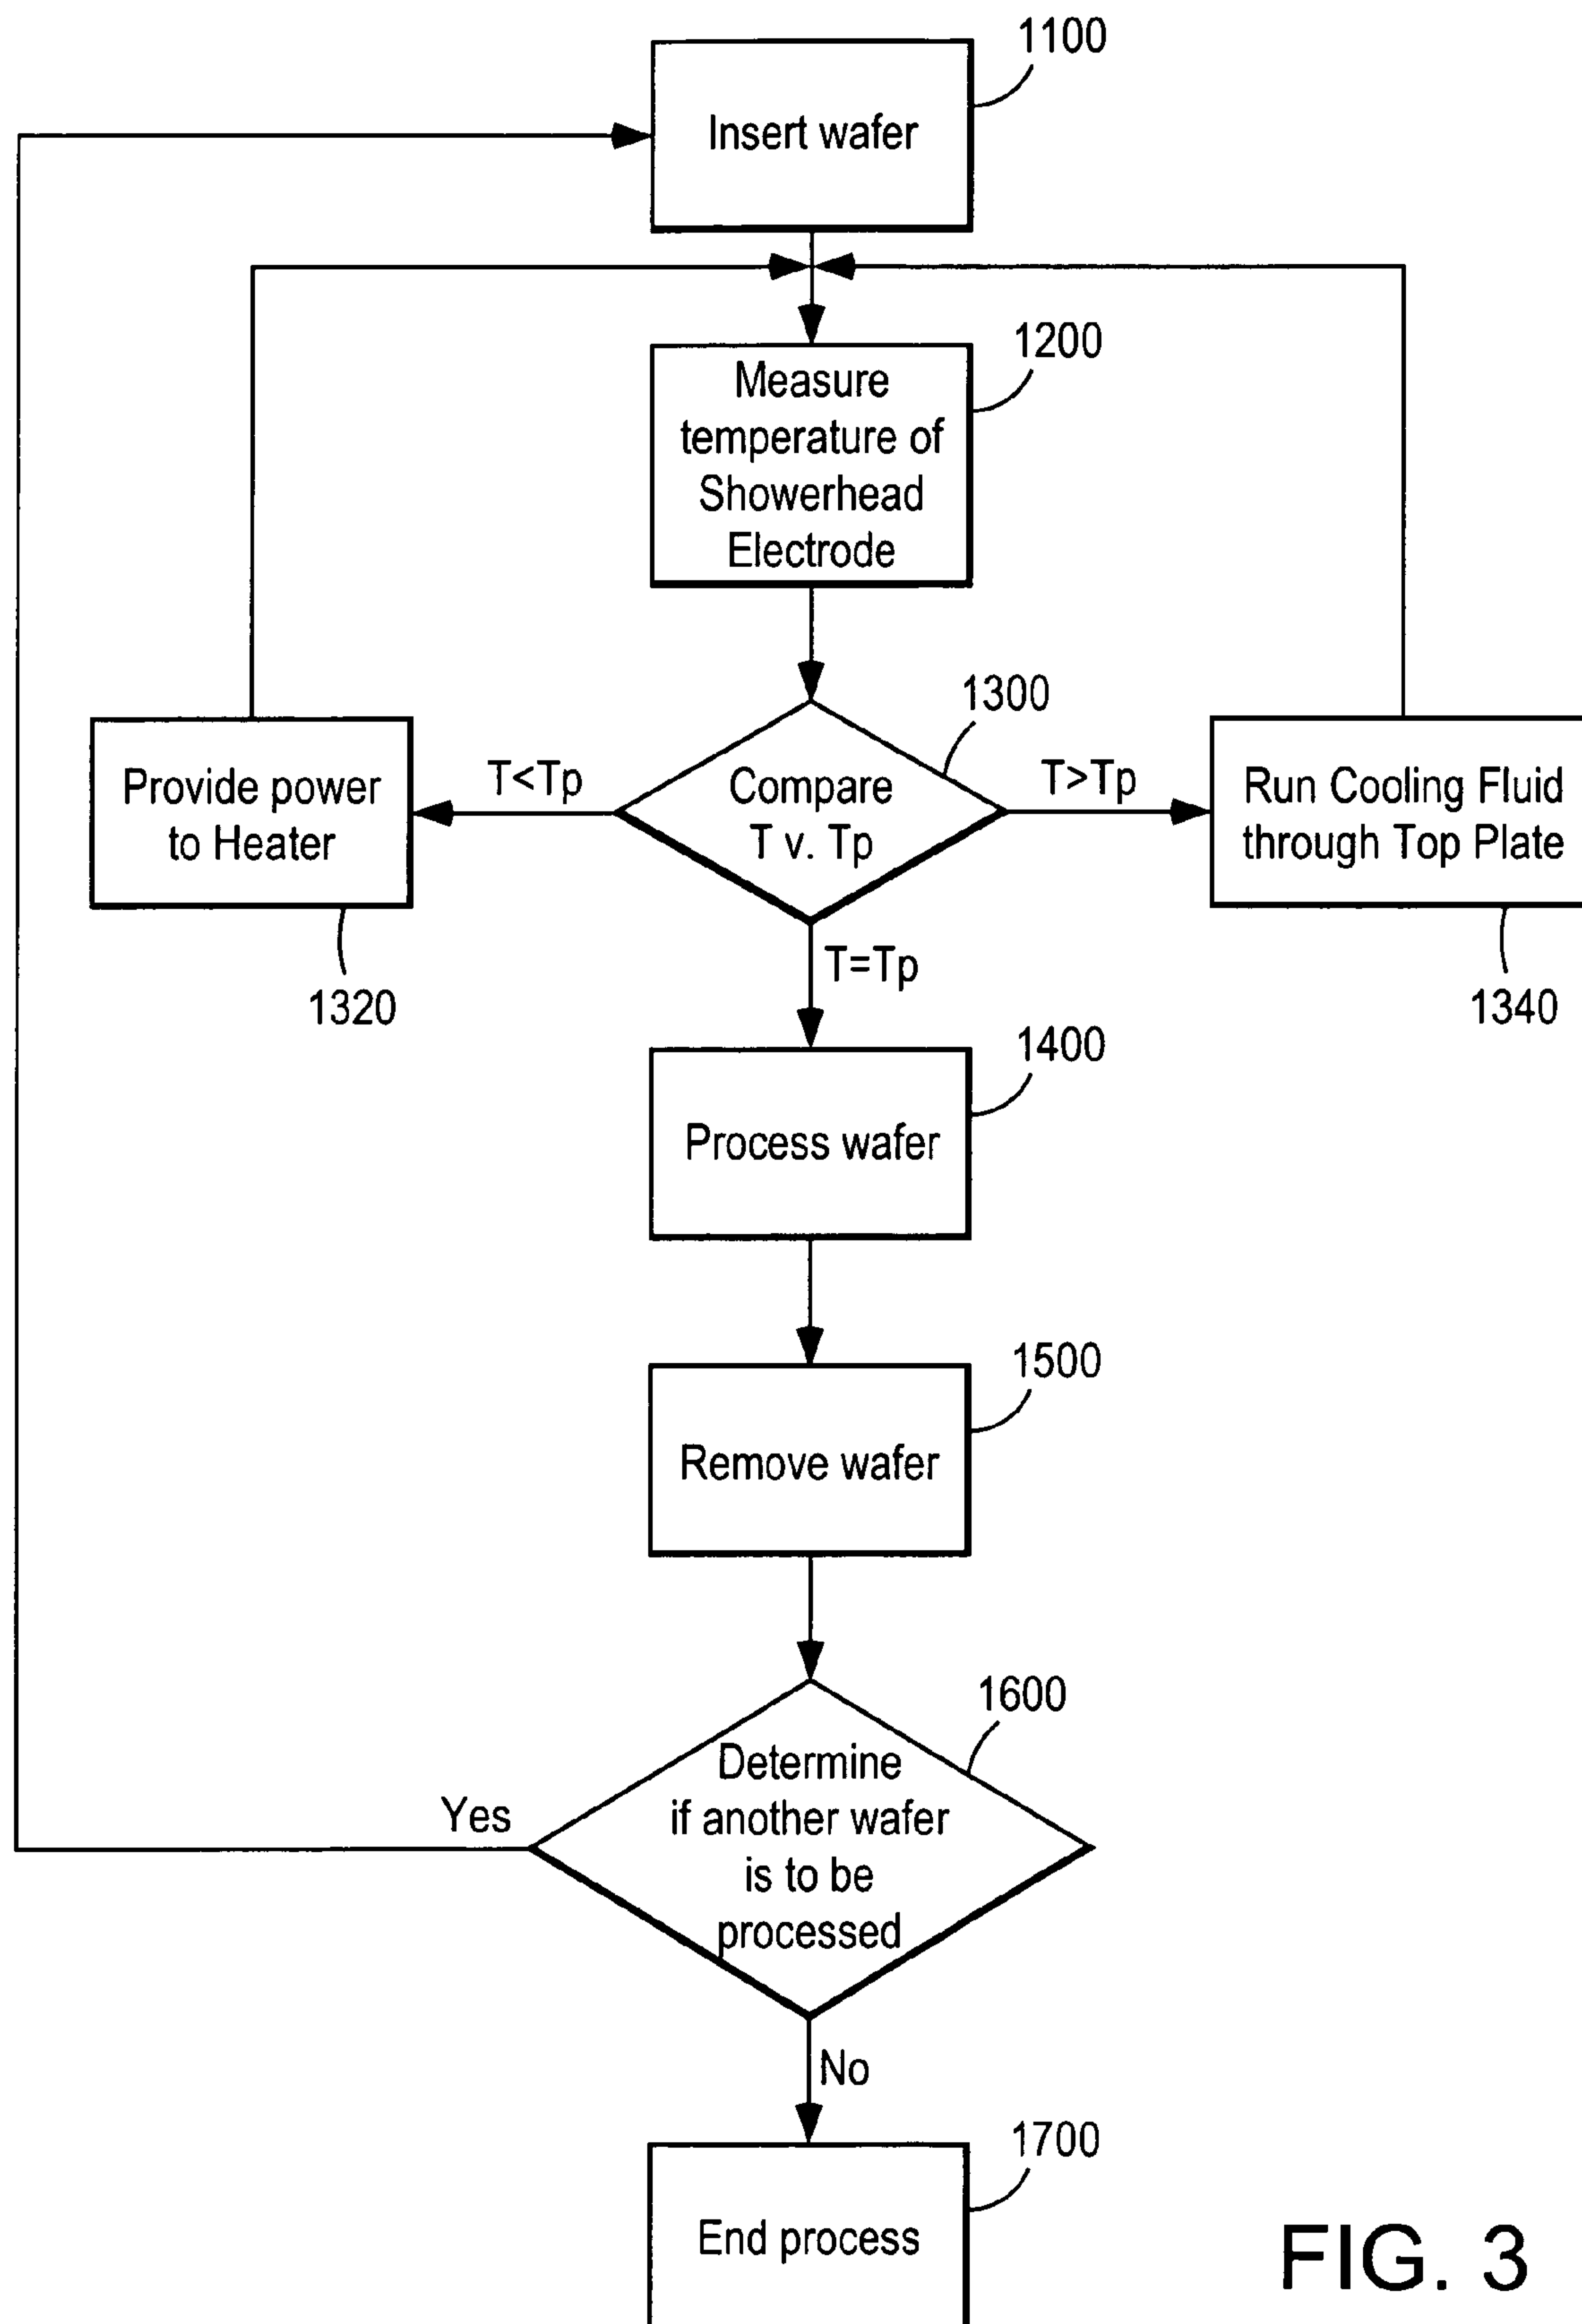 1100
Insert wafer
1200
Measure
temperature of
Showerhead
Electrode
1300
Compare
T v. Tp
T<Tp
T>Tp
Provide power
to Heater
1320
Run Cooling Fluid
through Top Plate
1340
T=Tp
1400
Process wafer
1500
Remove wafer
1600
Determine
if another wafer
is to be
processed
Yes
No
1700
End process
FIG. 3